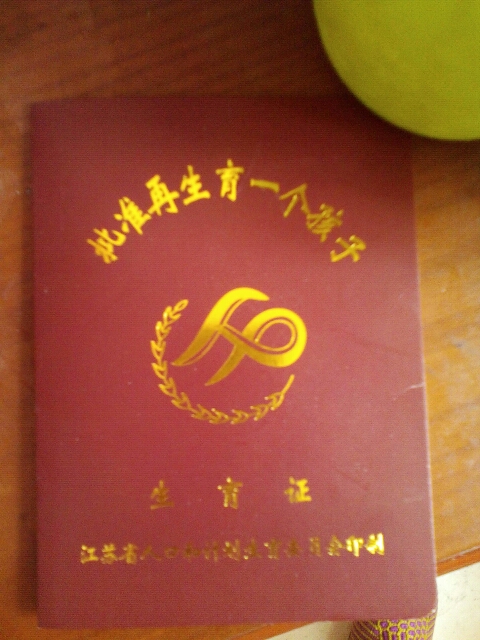 批准再生育一个孩子
生育证
江苏省人口和计划生育委员会印制